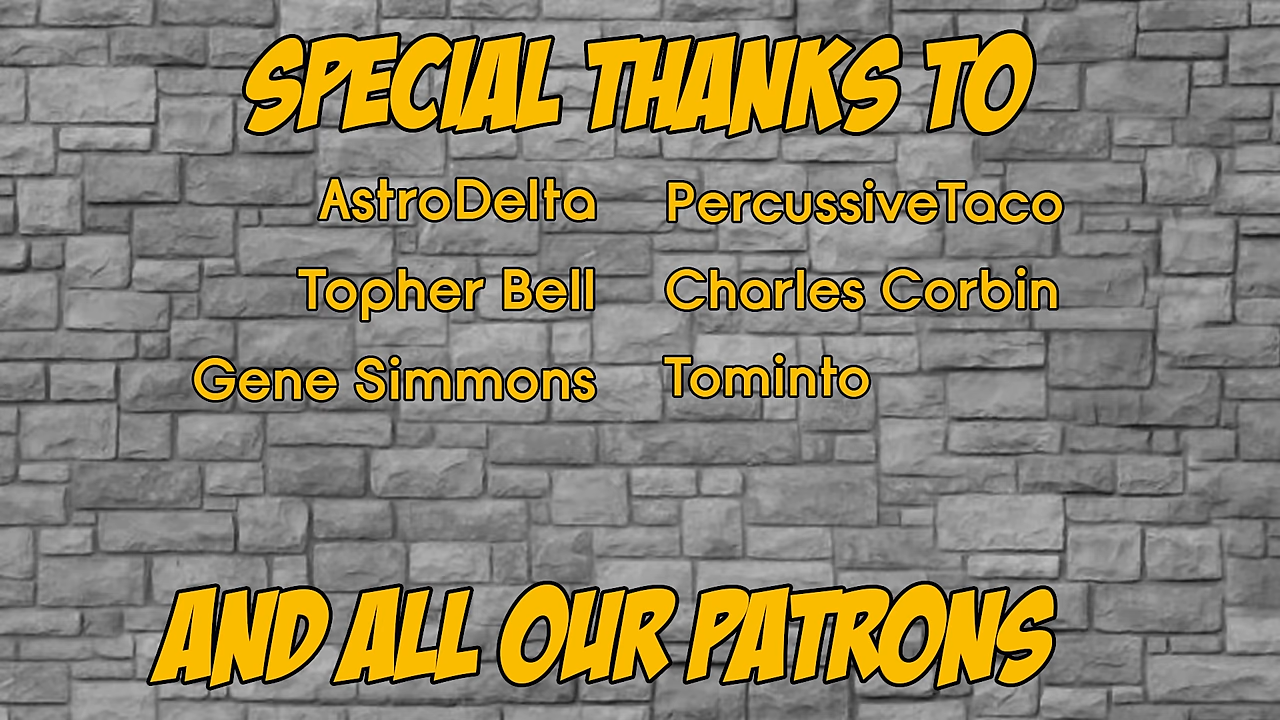 SPECIAL THANKS TO
AstroDelta PercussiveTaco
Topher Bell Charles Corbin
Gene Simmons Tominto
AND ALL OUR PATRONS